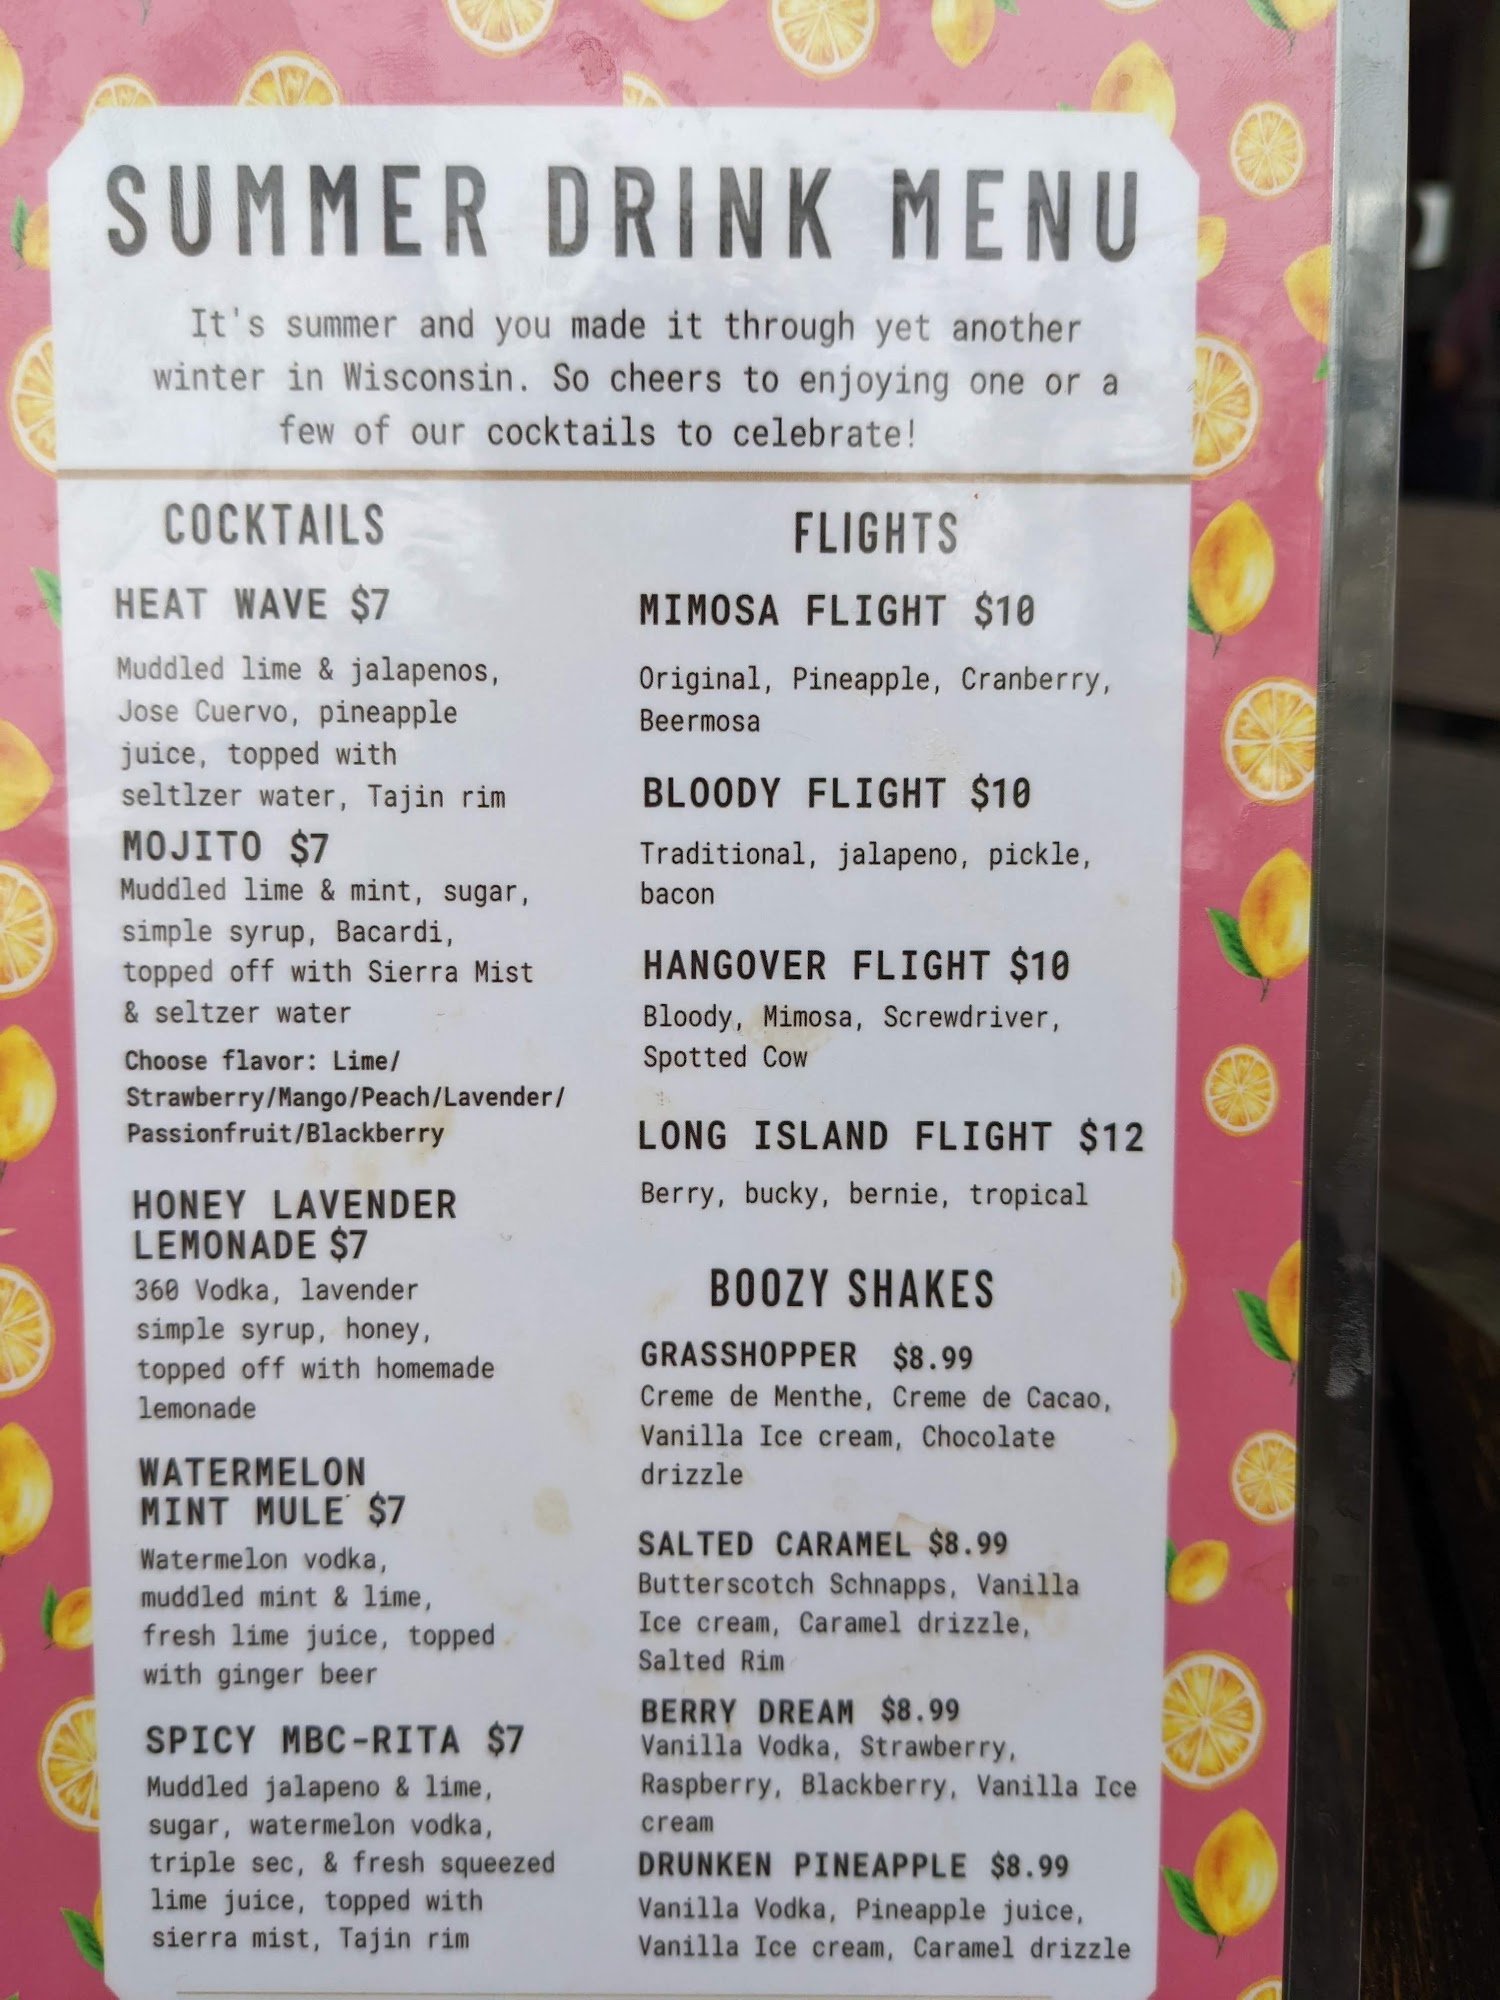 SUMMER DRINK MENU
It's summer and you made it through yet another
winter in Wisconsin. So cheers to enjoying one or a
few of our cocktails to celebrate!
COCKTAILS
HEAT WAVE $7
Muddled lime & jalapenos,
Jose Cuervo, pineapple
juice, topped with
seltlzer water, Tajin rim
MOJITO $7
Muddled lime & mint, sugar,
simple syrup, Bacardi,
topped off with Sierra Mist
& seltzer water
Choose flavor: Lime/
Strawberry/Mango/Peach/Lavender/
Passionfruit/Blackberry
HONEY LAVENDER
LEMONADE $7
360 Vodka, lavender
simple syrup, honey,
topped off with homemade
lemonade
WATERMELON
MINT MULE $7
Watermelon vodka,
muddled mint & lime,
fresh lime juice, topped
with ginger beer
SPICY MBC-RITA $7
Muddled jalapeno & lime,
sugar, watermelon vodka,
triple sec, & fresh squeezed
lime juice, topped with
sierra mist, Tajin rim
FLIGHTS
MIMOSA FLIGHT $10
Original, Pineapple, Cranberry,
Beermosa
BLOODY FLIGHT $10
Traditional, jalapeno, pickle,
bacon
HANGOVER FLIGHT $10
Bloody, Mimosa, Screwdriver,
Spotted Cow
LONG ISLAND FLIGHT $12
Berry, bucky, bernie, tropical
BOOZY SHAKES
GRASSHOPPER $8.99
Creme de Menthe, Creme de Cacao,
Vanilla Ice cream, Chocolate
drizzle
SALTED CARAMEL $8.99
Butterscotch Schnapps, Vanilla
Ice cream, Caramel drizzle,
Salted Rim
BERRY DREAM $8.99
Vanilla Vodka, Strawberry,
Raspberry, Blackberry, Vanilla Ice
cream
DRUNKEN PINEAPPLE $8.99
Vanilla Vodka, Pineapple juice,
Vanilla Ice cream, Caramel drizzle